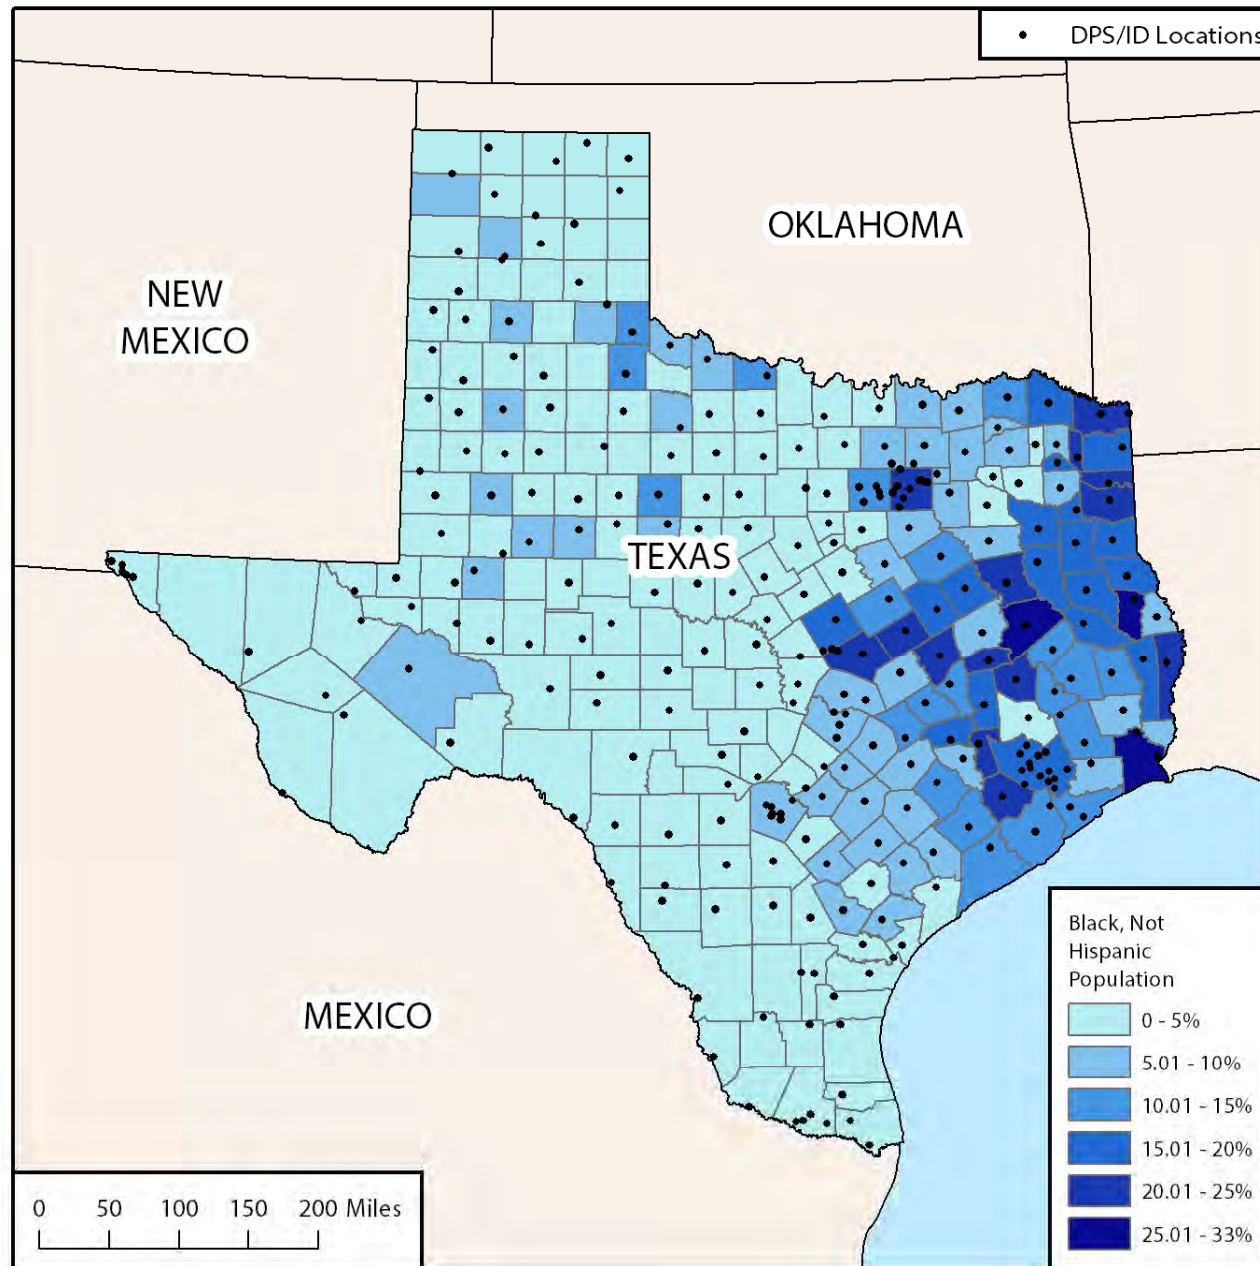 DPS/ID Locations
OKLAHOMA
NEW
MEXICO
TEXAS
MEXICO
Black, Not
Hispanic
Population
0 - 5%
5.01 - 10%
10.01 - 15%
15.01 - 20%
20.01 - 25%
25.01 - 33%
0 50 100 150 200 Miles